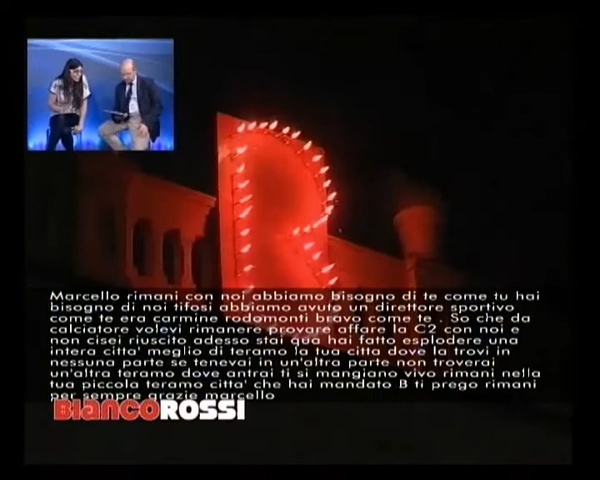 R
Marcello rimani con noi abbiamo bisogno di te come tu hai
bisogno di noi tifosi abbiamo avuto un direttore sportivo
come te era carmine rodomonti bravo come te . So che da
calciatore volevi rimanere provare affare la C2 con noi e
non cisei riuscito adesso stai qua hai fatto esplodere una
intera citta' meglio di teramo la tua citta dove la trovi in
nessuna parte se tenevai in un'altra parte non troverai
un'altra teramo dove antrai ti si nangiano vivo rimani nella
tua piccola teramo citta' che hai mandato B ti prego rimani
per sempre grazie marcello
BIANCOROSSI